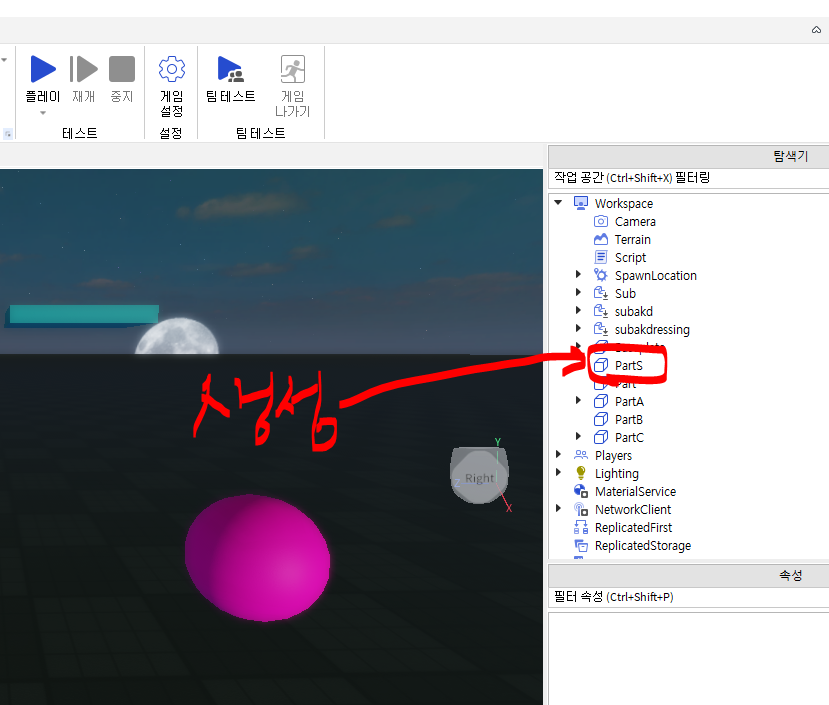 플레이 재개 중지 게임 설정 팀 테스트 게임 나가기
테스트 설정 팀 테스트
탐색기
작업 공간 (Ctrl+Shift+X) 필터링
Workspace
Camera
Terrain
Script
SpawnLocation
Sub
subakd
subakdressing
Baseplate
PartS
Part
PartA
PartB
PartC
Players
Lighting
MaterialService
NetworkClient
ReplicatedFirst
ReplicatedStorage
생성
Y
Right
Z
X
속성
필터 속성 (Ctrl+Shift+P)